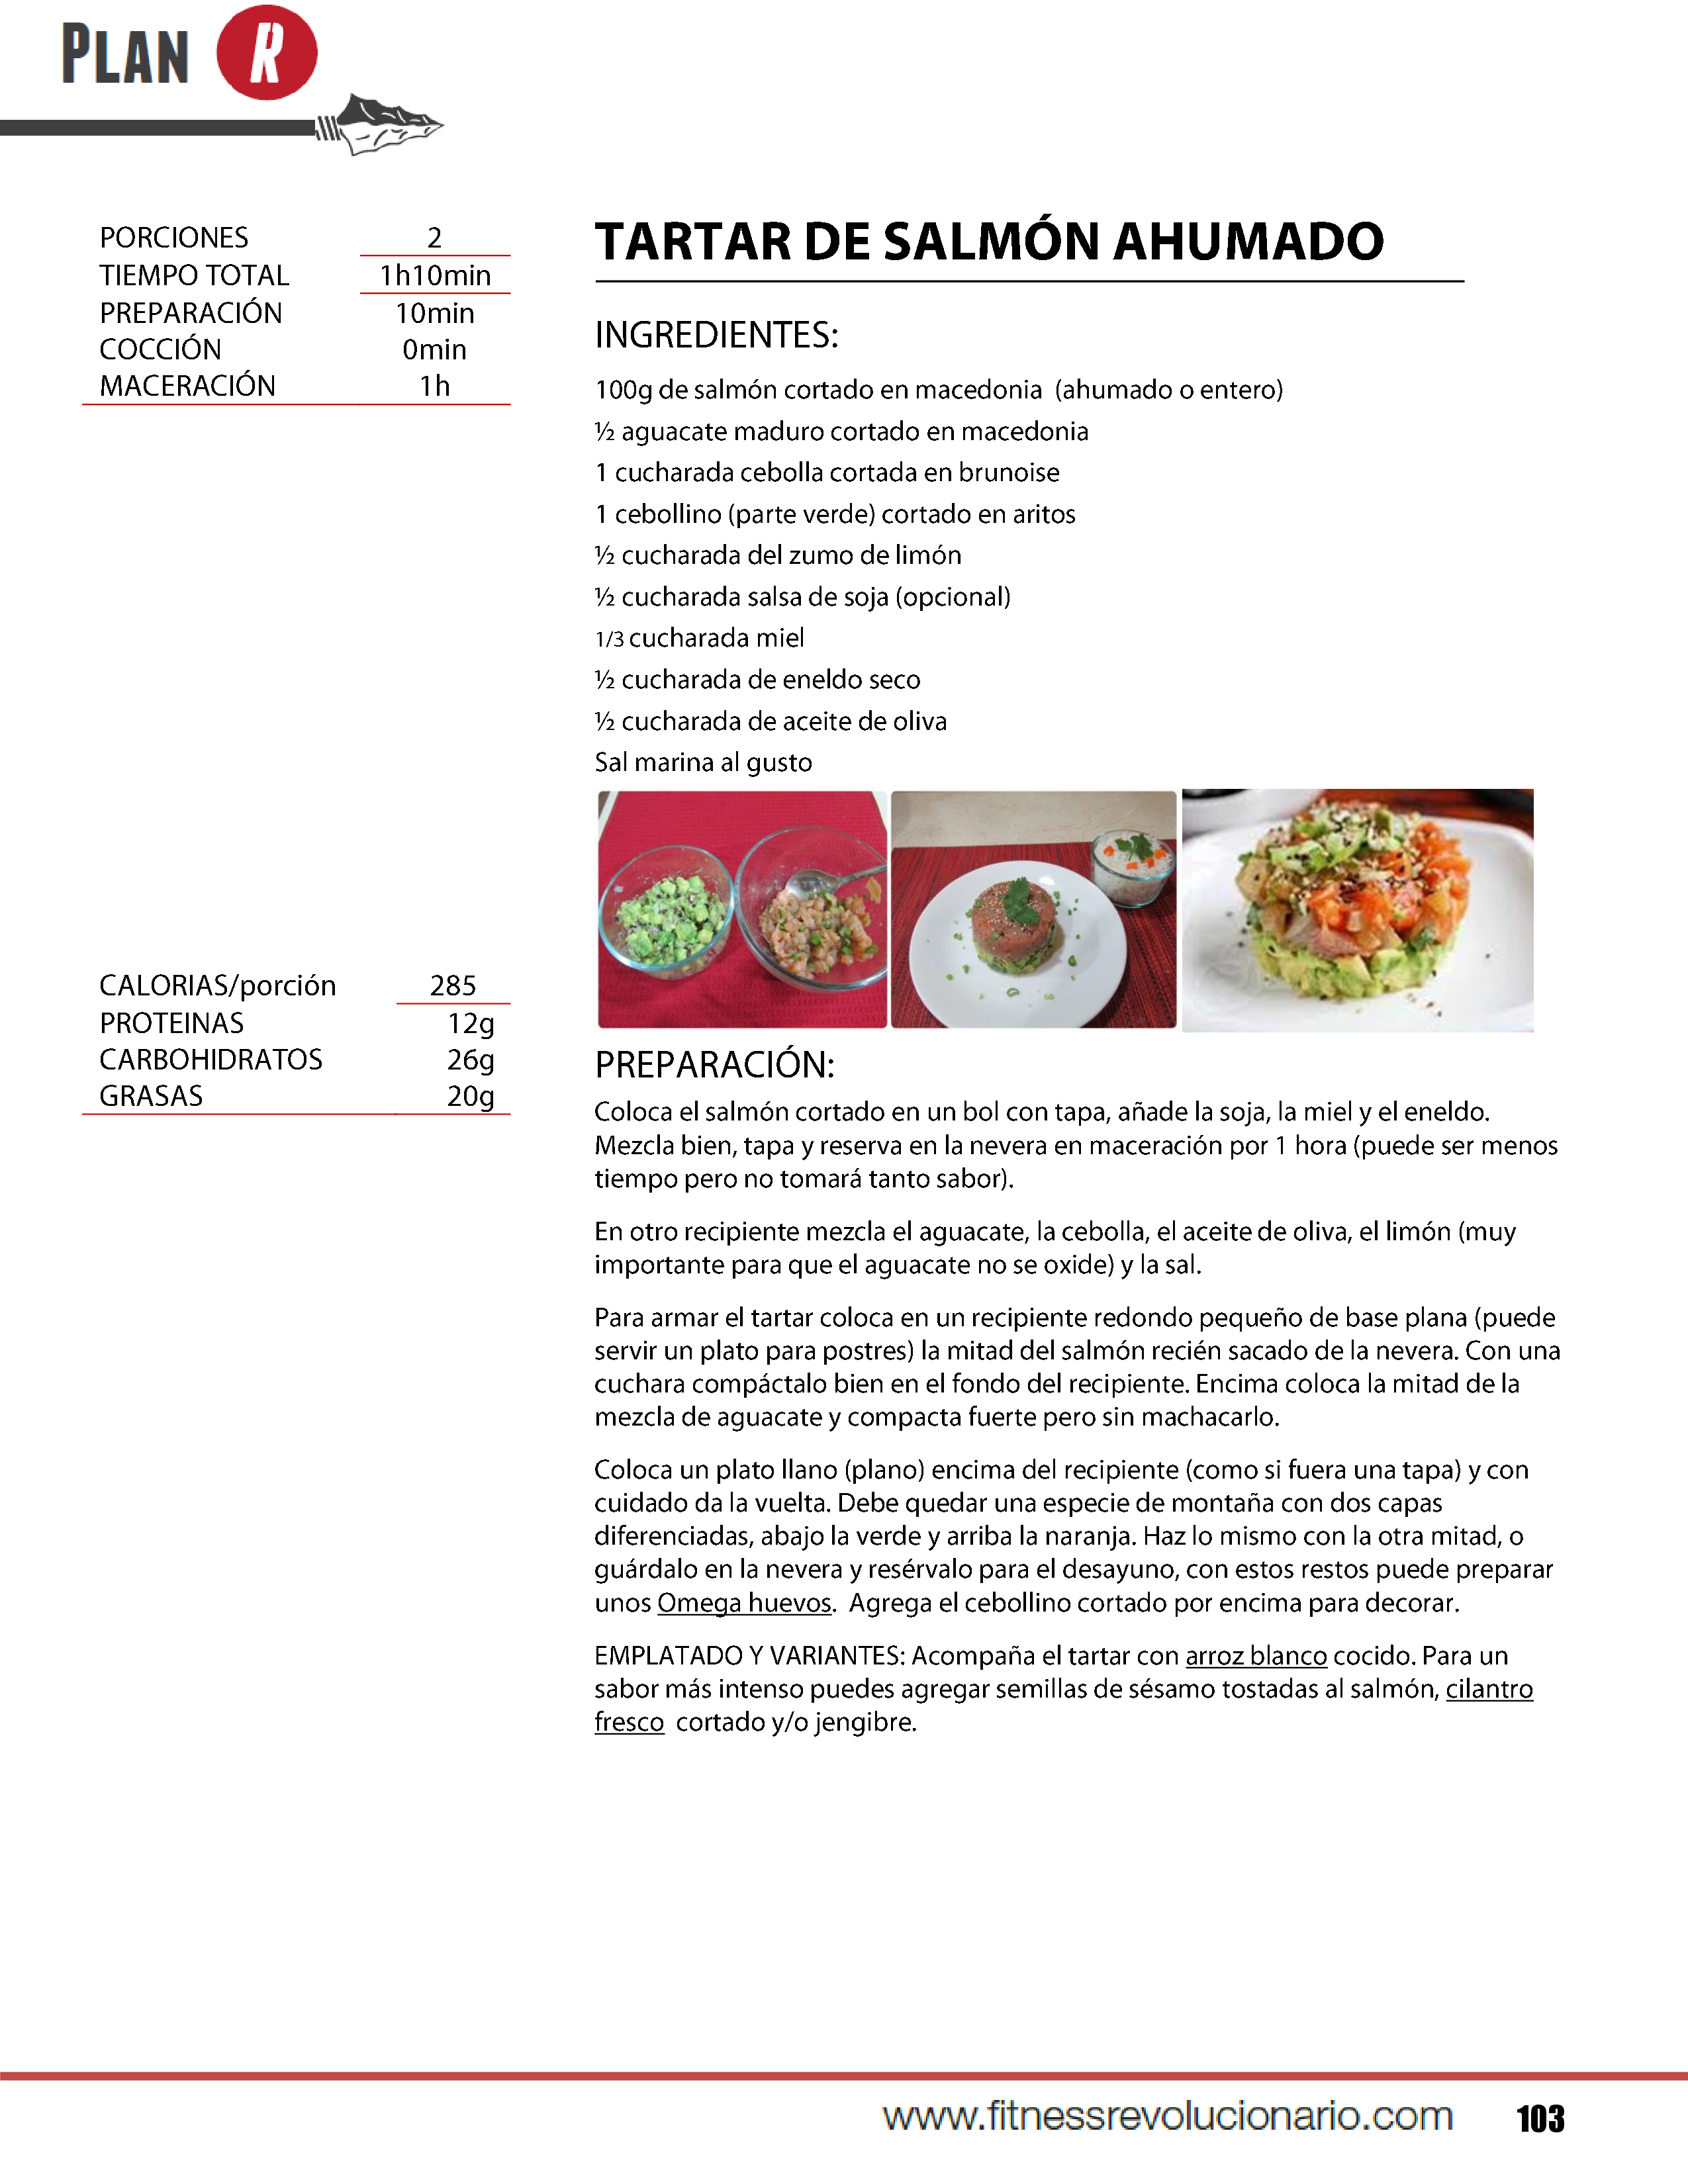 PLAN R
PORCIONES 2
TIEMPO TOTAL 1h10min
PREPARACIÓN 10min
COCCIÓN 0min
MACERACIÓN 1h
CALORIAS/porción 285
PROTEINAS 12g
CARBOHIDRATOS 26g
GRASAS 20g
TARTAR DE SALMÓN AHUMADO
INGREDIENTES:
100g de salmón cortado en macedonia (ahumado o entero)
½ aguacate maduro cortado en macedonia
1 cucharada cebolla cortada en brunoise
1 cebollino (parte verde) cortado en aritos
½ cucharada del zumo de limón
½ cucharada salsa de soja (opcional)
1/3 cucharada miel
½ cucharada de eneldo seco
½ cucharada de aceite de oliva
Sal marina al gusto
PREPARACIÓN:
Coloca el salmón cortado en un bol con tapa, añade la soja, la miel y el eneldo.
Mezcla bien, tapa y reserva en la nevera en maceración por 1 hora (puede ser menos
tiempo pero no tomará tanto sabor).
En otro recipiente mezcla el aguacate, la cebolla, el aceite de oliva, el limón (muy
importante para que el aguacate no se oxide) y la sal.
Para armar el tartar coloca en un recipiente redondo pequeño de base plana (puede
servir un plato para postres) la mitad del salmón recién sacado de la nevera. Con una
cuchara compáctalo bien en el fondo del recipiente. Encima coloca la mitad de la
mezcla de aguacate y compacta fuerte pero sin machacarlo.
Coloca un plato llano (plano) encima del recipiente (como si fuera una tapa) y con
cuidado da la vuelta. Debe quedar una especie de montaña con dos capas
diferenciadas, abajo la verde y arriba la naranja. Haz lo mismo con la otra mitad, o
guárdalo en la nevera y resérvalo para el desayuno, con estos restos puede preparar
unos Omega huevos. Agrega el cebollino cortado por encima para decorar.
EMPLATADO Y VARIANTES: Acompaña el tartar con arroz blanco cocido. Para un
sabor más intenso puedes agregar semillas de sésamo tostadas al salmón, cilantro
fresco cortado y/o jengibre.
www.fitnessrevolucionario.com 103